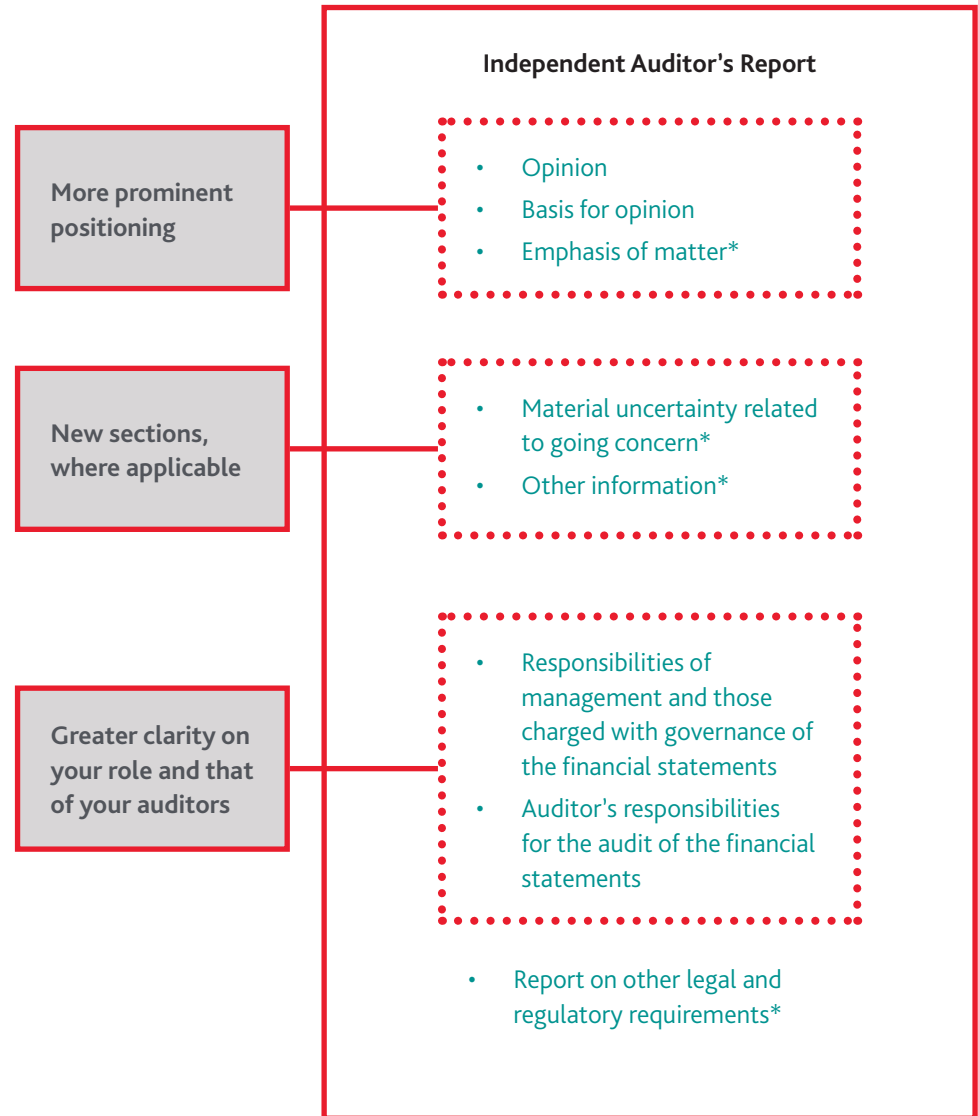 Independent Auditor’s Report
More prominent
positioning
• Opinion
• Basis for opinion
• Emphasis of matter*
New sections,
where applicable
• Material uncertainty related
to going concern*
• Other information*
Greater clarity on
your role and that
of your auditors
• Responsibilities of
management and those
charged with governance of
the financial statements
• Auditor’s responsibilities
for the audit of the financial
statements
• Report on other legal and
regulatory requirements*